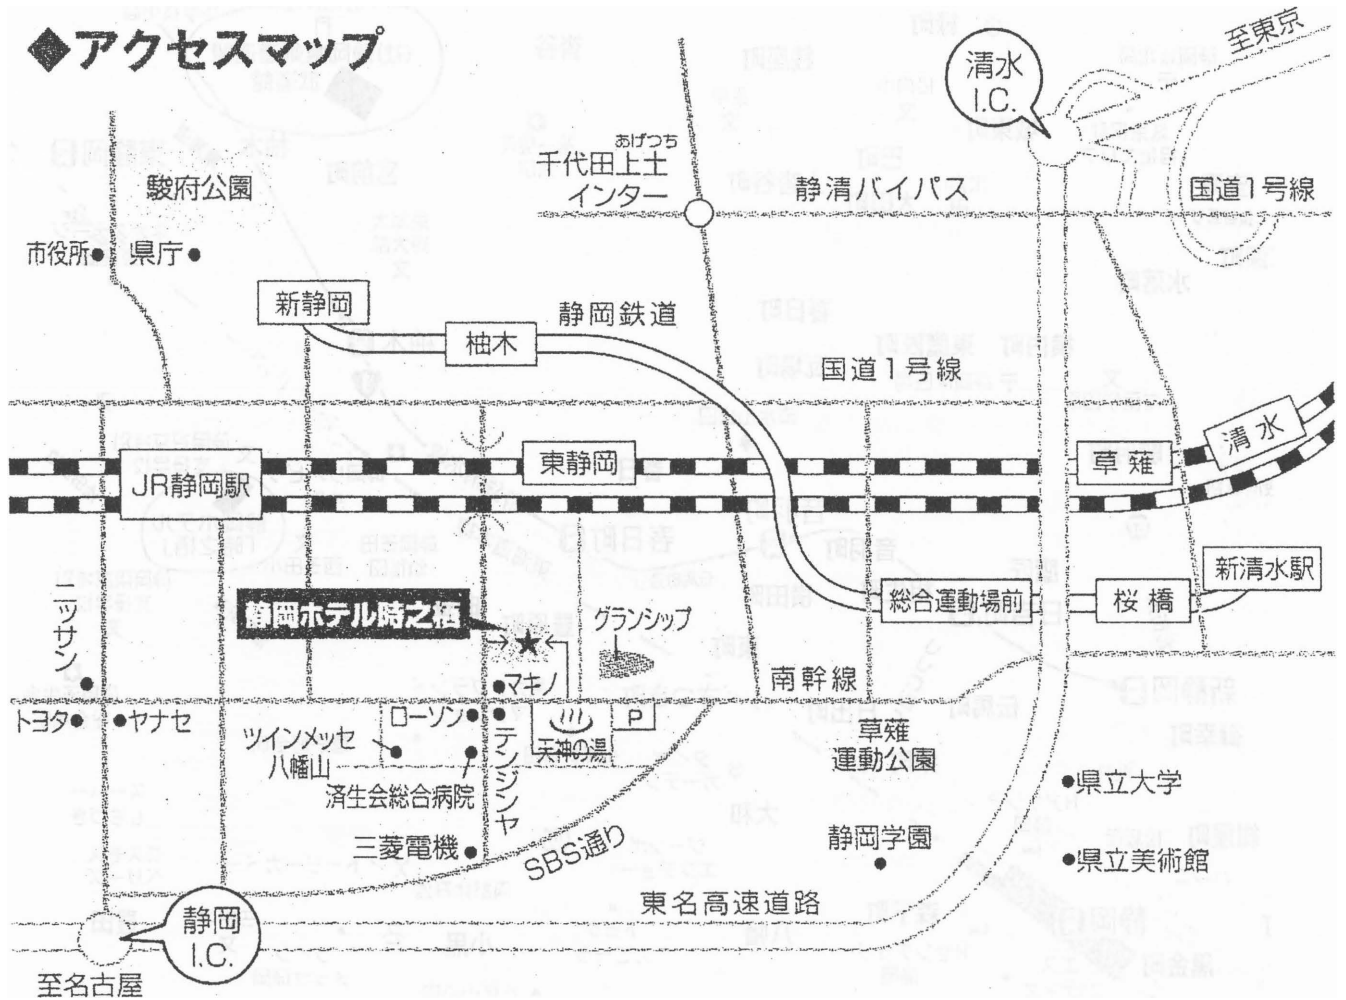 ◆アクセスマップ
至東京
清水
I.C.
あげつち
千代田上土
インター
静清バイパス
国道1号線
駿府公園
市役所
県庁
新静岡
柚木
静岡鉄道
国道1号線
JR静岡駅
東静岡
草薙
清水
新清水駅
総合運動場前
桜橋
静岡ホテル時之栖
グランシップ
ニッサン
マキノ
南幹線
トヨタ
ヤナセ
ローソン
テンジンヤ
天神の湯
P
ツインメッセ
八幡山
済生会総合病院
草薙
運動公園
県立大学
三菱電機
SBS通り
静岡学園
県立美術館
東名高速道路
静岡
I.C.
至名古屋